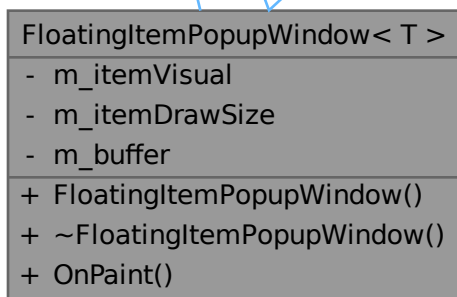 FloatingItemPopupWindow< T >
- m_itemVisual
- m_itemDrawSize
- m_buffer
+ FloatingItemPopupWindow()
+ ~FloatingItemPopupWindow()
+ OnPaint()